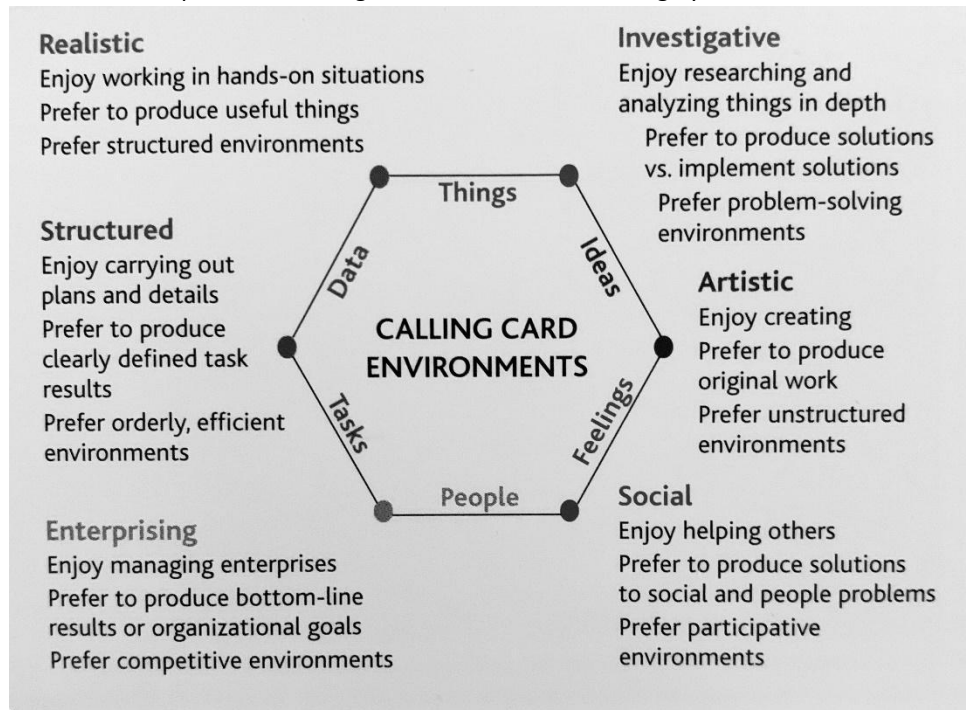 Realistic
Enjoy working in hands-on situations
Prefer to produce useful things
Prefer structured environments
Investigative
Enjoy researching and
analyzing things in depth
Prefer to produce solutions
vs. implement solutions
Prefer problem-solving
environments
Things
Structured
Enjoy carrying out
plans and details
Prefer to produce
clearly defined task
results
Prefer orderly, efficient
environments
Data
Ideas
CALLING CARD
ENVIRONMENTS
Artistic
Enjoy creating
Prefer to produce
original work
Prefer unstructured
environments
Tasks
Feelings
People
Enterprising
Enjoy managing enterprises
Prefer to produce bottom-line
results or organizational goals
Prefer competitive environments
Social
Enjoy helping others
Prefer to produce solutions
to social and people problems
Prefer participative
environments